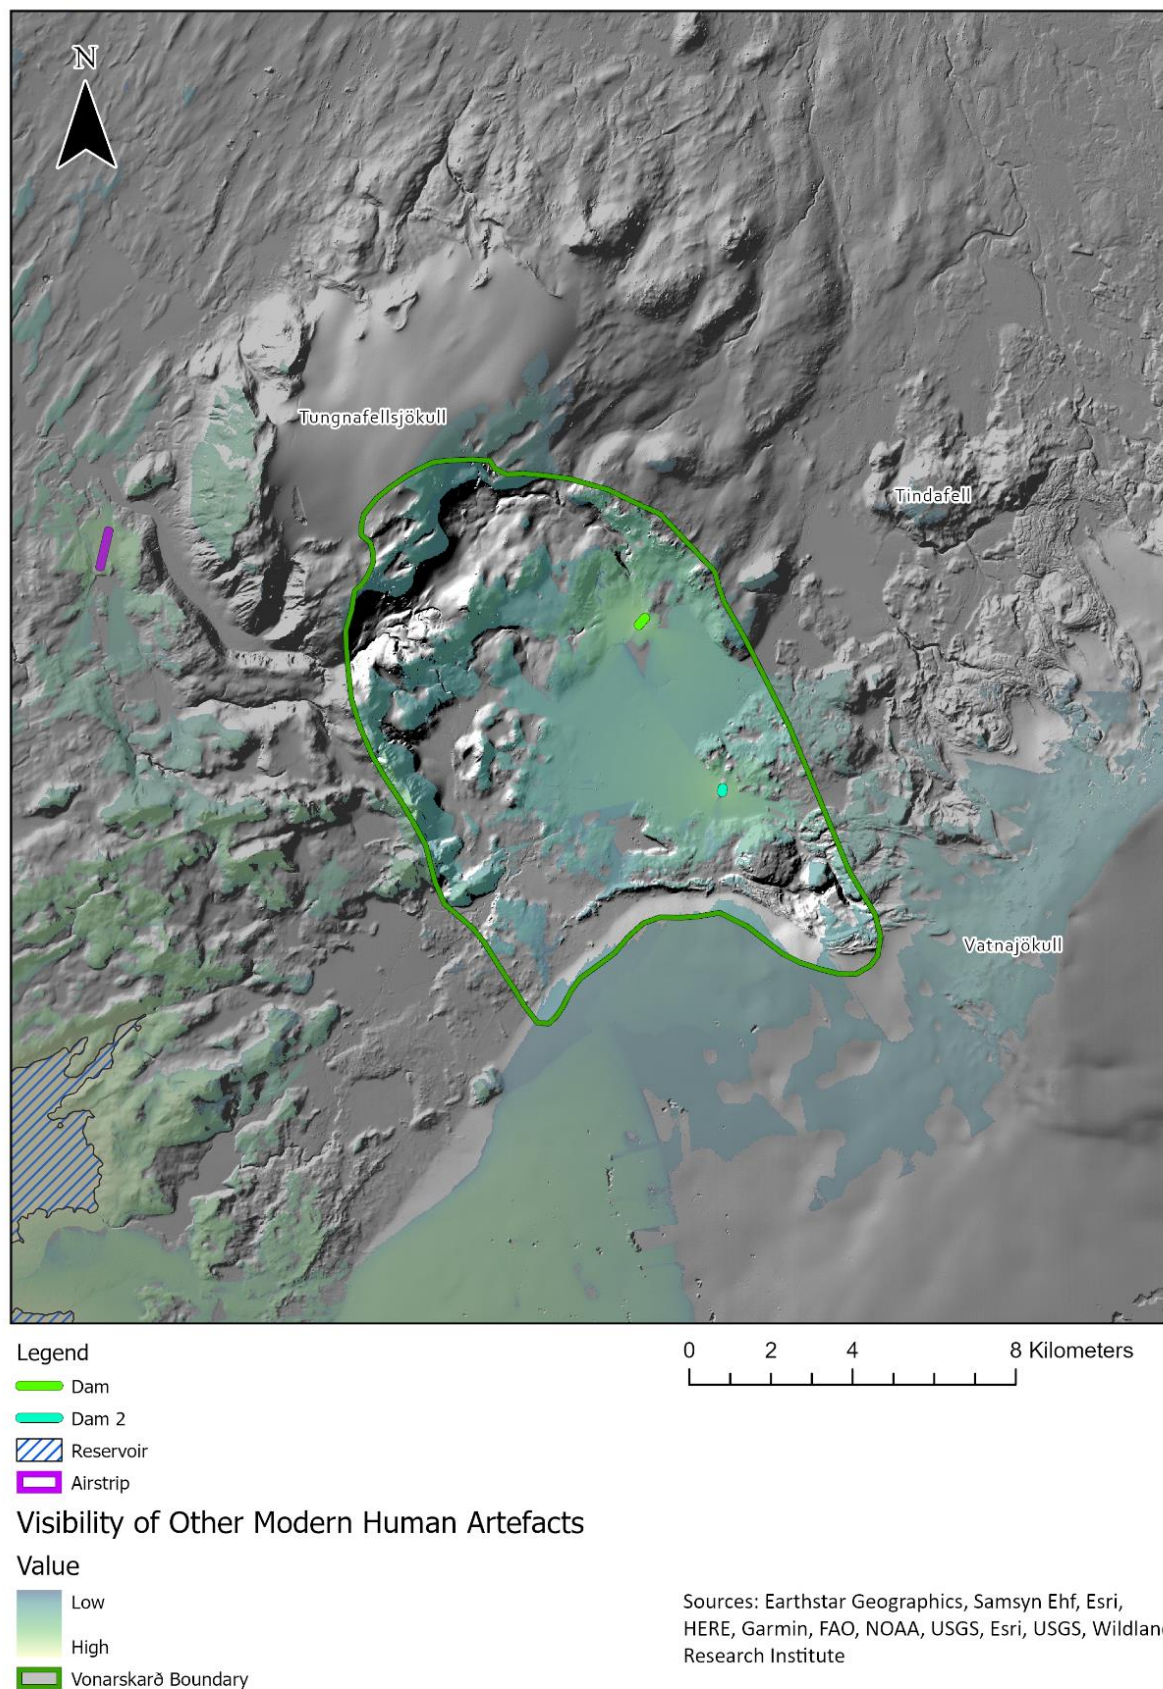 N
Tungnafellsjökull
Tindafell
Vatnajökull
Legend
Dam
Dam 2
Reservoir
Airstrip
0 2 4 8 Kilometers
Visibility of Other Modern Human Artefacts
Value
Low
High
Vonarskarð Boundary
Sources: Earthstar Geographics, Samsyn Ehf, Esri,
HERE, Garmin, FAO, NOAA, USGS, Esri, USGS, Wildlan
Research Institute